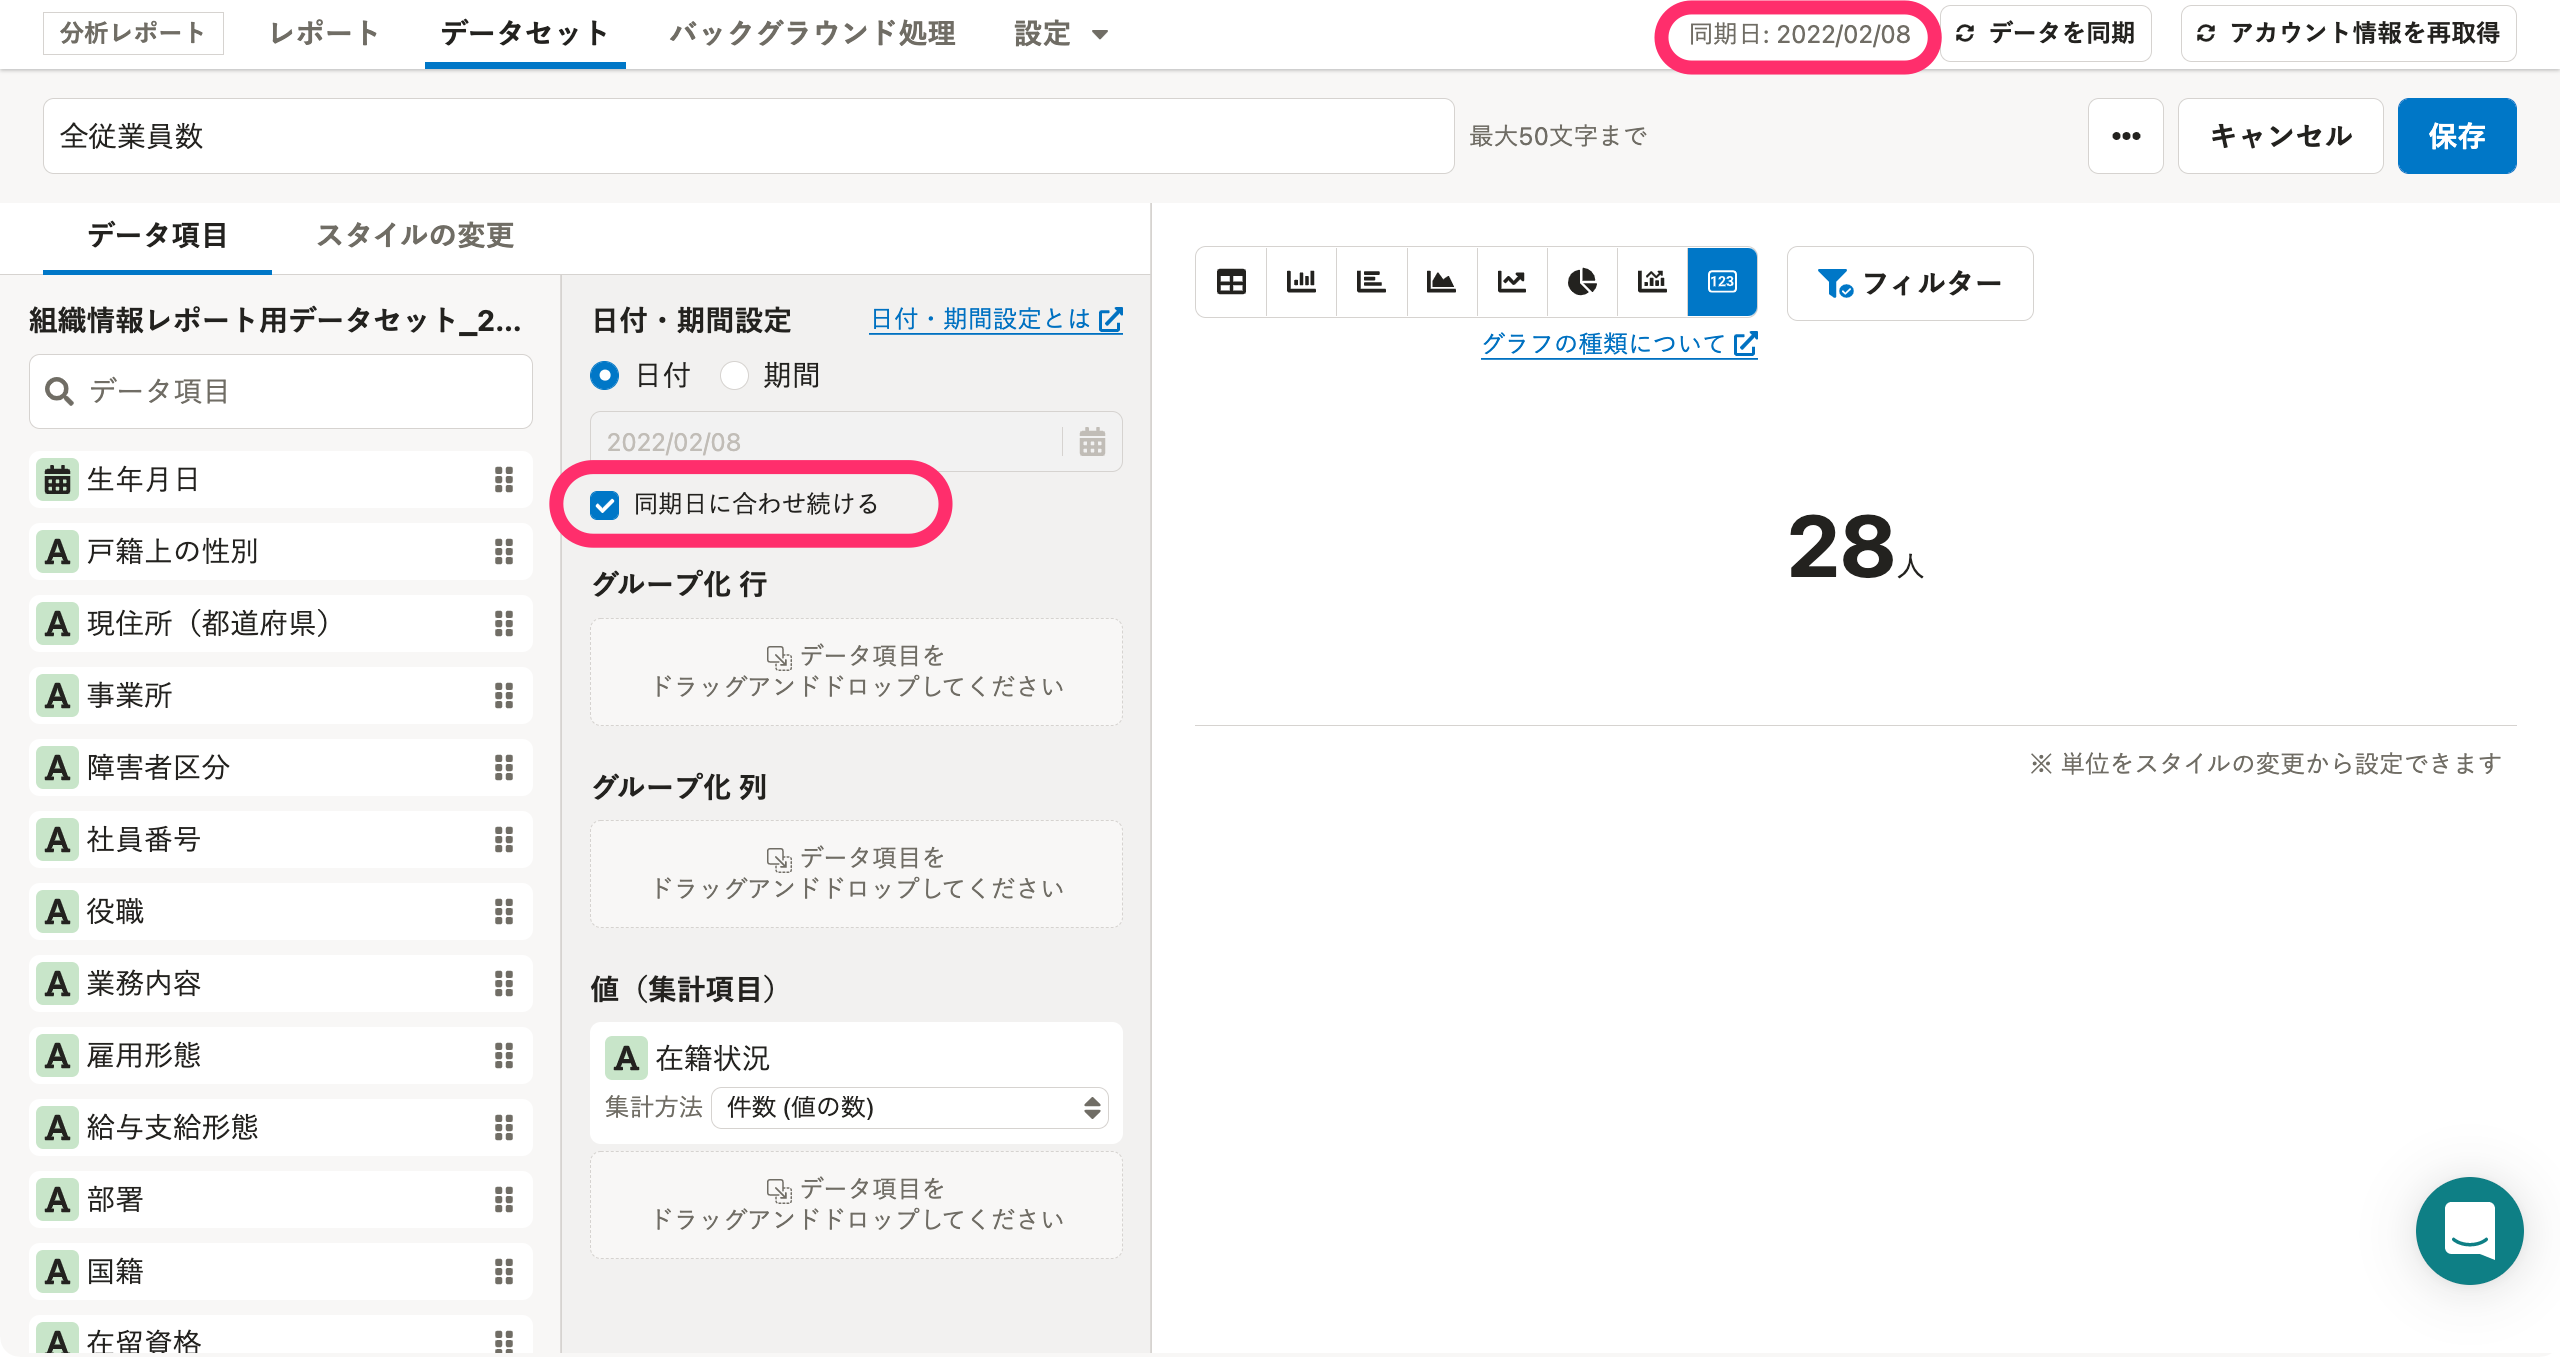 分析レポート
レポート
データセット
バックグラウンド処理
設定
同期日: 2022/02/08
データを同期
アカウント情報を再取得
全従業員数
最大50文字まで
•••
キャンセル
保存
データ項目
スタイルの変更
組織情報レポート用データセット_2...
データ項目
生年月日
A 戸籍上の性別
A 現住所（都道府県）
A 事業所
A 障害者区分
A 社員番号
A 役職
A 業務内容
A 雇用形態
A 給与支給形態
A 部署
A 国籍
A 在留資格
日付・期間設定
日付・期間設定とは
日付
期間
2022/02/08
同期日に合わせ続ける
グループ化 行
データ項目を
ドラッグアンドドロップしてください
グループ化 列
データ項目を
ドラッグアンドドロップしてください
値（集計項目）
A 在籍状況
集計方法 件数 (値の数)
データ項目を
ドラッグアンドドロップしてください
123
フィルター
グラフの種類について
28人
※ 単位をスタイルの変更から設定できます